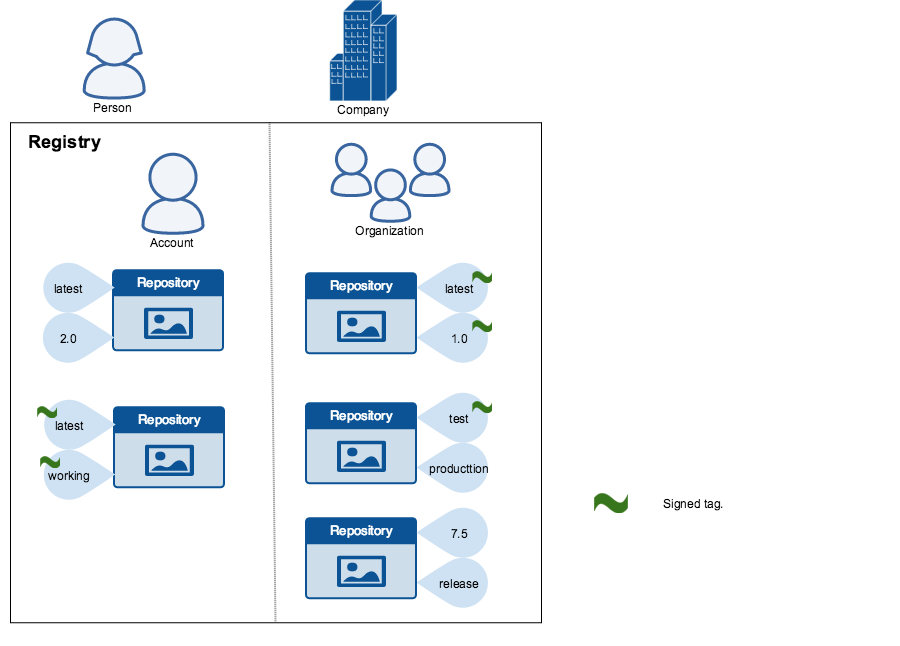 Person
Company
Registry
Account
Organization
latest
Repository
2.0
Repository
latest
1.0
latest
Repository
working
Repository
test
producttion
Repository
7.5
release
Signed tag.